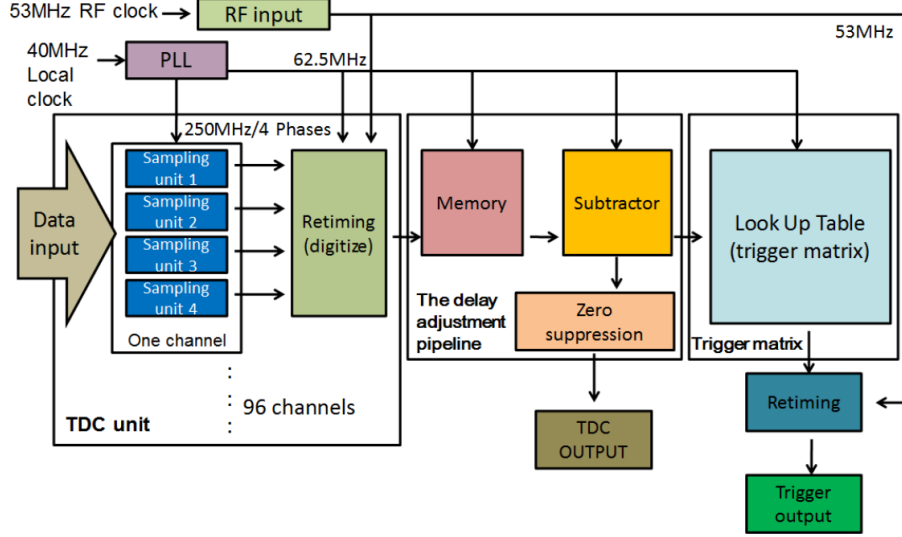 53MHz RF clock
RF input
53MHz
40MHz
Local
clock
PLL
62.5MHz
250MHz/4 Phases
Data
input
Sampling
unit 1
Sampling
unit 2
Sampling
unit 3
Sampling
unit 4
One channel
Retiming
(digitize)
Memory
Subtractor
Look Up Table
(trigger matrix)
The delay
adjustment
pipeline
Zero
suppression
Trigger matrix
: 
: 96 channels
:
TDC unit
TDC
OUTPUT
Retiming
Trigger
output